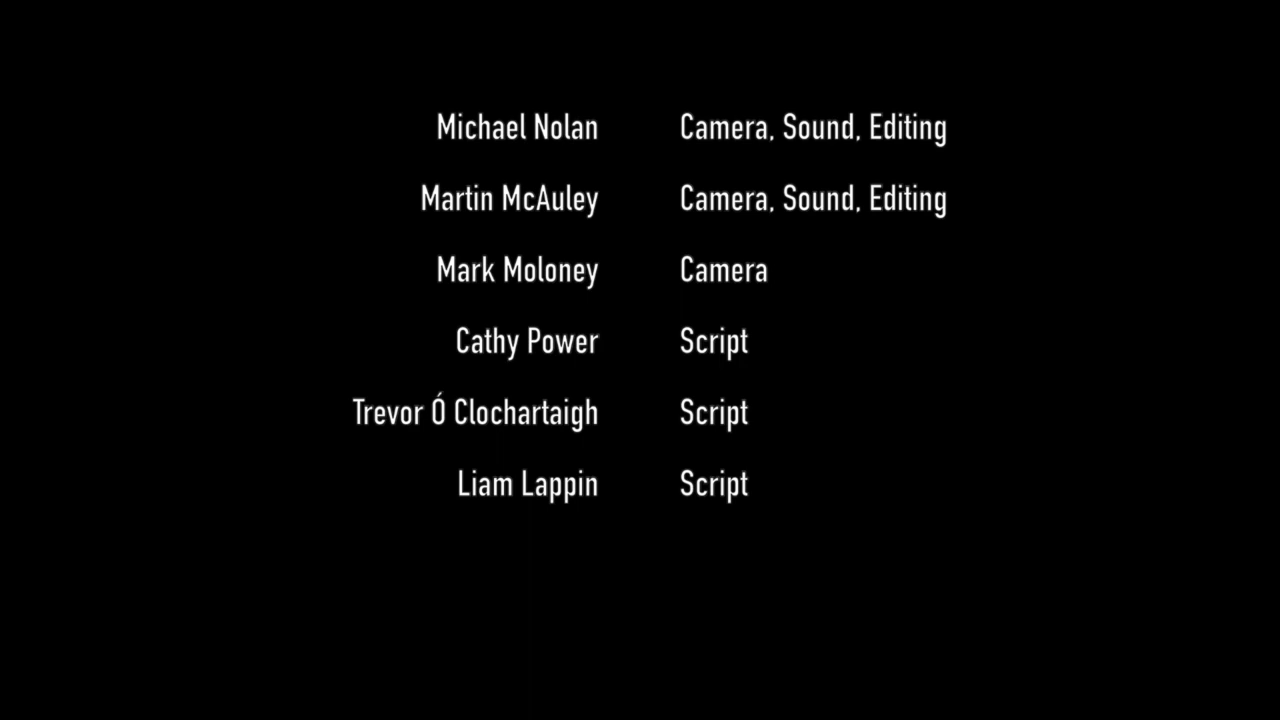 Michael Nolan Camera, Sound, Editing
Martin McAuley Camera, Sound, Editing
Mark Moloney Camera
Cathy Power Script
Trevor Ó Clochartaigh Script
Liam Lappin Script